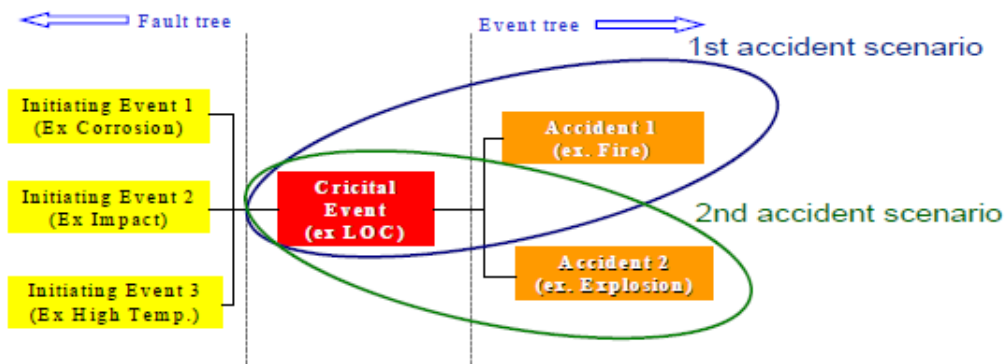 Fault tree
Event tree
1st accident scenario
Initiating Event 1
(Ex Corrosion)
Accident 1
(ex. Fire)
Initiating Event 2
(Ex Impact)
Cricital
Event
(ex LOC)
2nd accident scenario
Accident 2
(ex. Explosion)
Initiating Event 3
(Ex High Temp.)